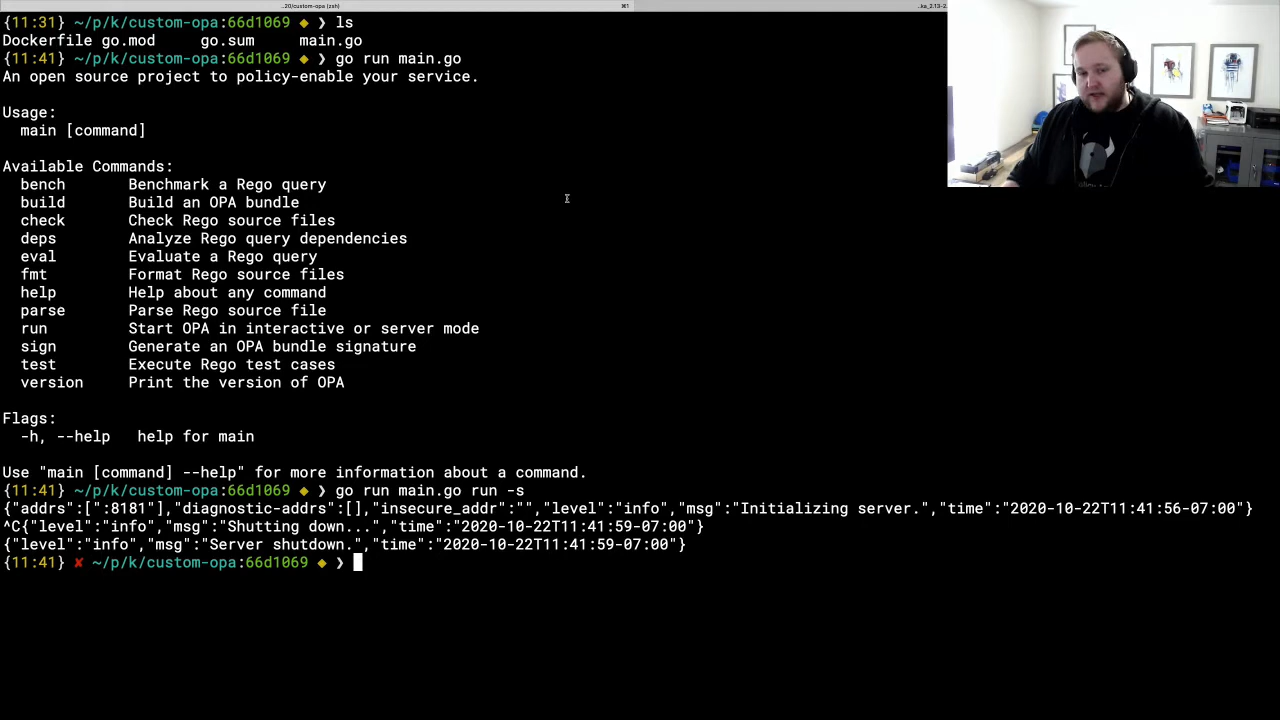 ..20/custom-opa (zsh)
⌘1
..ka_2.13-2.
{11:31} ~/p/k/custom-opa:66d1069 ◆ ❯ ls
Dockerfile go.mod     go.sum     main.go
{11:41} ~/p/k/custom-opa:66d1069 ◆ ❯ go run main.go
An open source project to policy-enable your service.
Usage:
  main [command]
Available Commands:
  bench       Benchmark a Rego query
  build       Build an OPA bundle
  check       Check Rego source files
  deps        Analyze Rego query dependencies
  eval        Evaluate a Rego query
  fmt         Format Rego source files
  help        Help about any command
  parse       Parse Rego source file
  run         Start OPA in interactive or server mode
  sign        Generate an OPA bundle signature
  test        Execute Rego test cases
  version     Print the version of OPA
Flags:
  -h, --help   help for main
Use "main [command] --help" for more information about a command.
{11:41} ~/p/k/custom-opa:66d1069 ◆ ❯ go run main.go run -s
{"addrs":[":8181"],"diagnostic-addrs":[],"insecure_addr":"","level":"info","msg":"Initializing server.","time":"2020-10-22T11:41:56-07:00"}
^C{"level":"info","msg":"Shutting down...","time":"2020-10-22T11:41:59-07:00"}
{"level":"info","msg":"Server shutdown.","time":"2020-10-22T11:41:59-07:00"}
{11:41} ✘ ~/p/k/custom-opa:66d1069 ◆ ❯